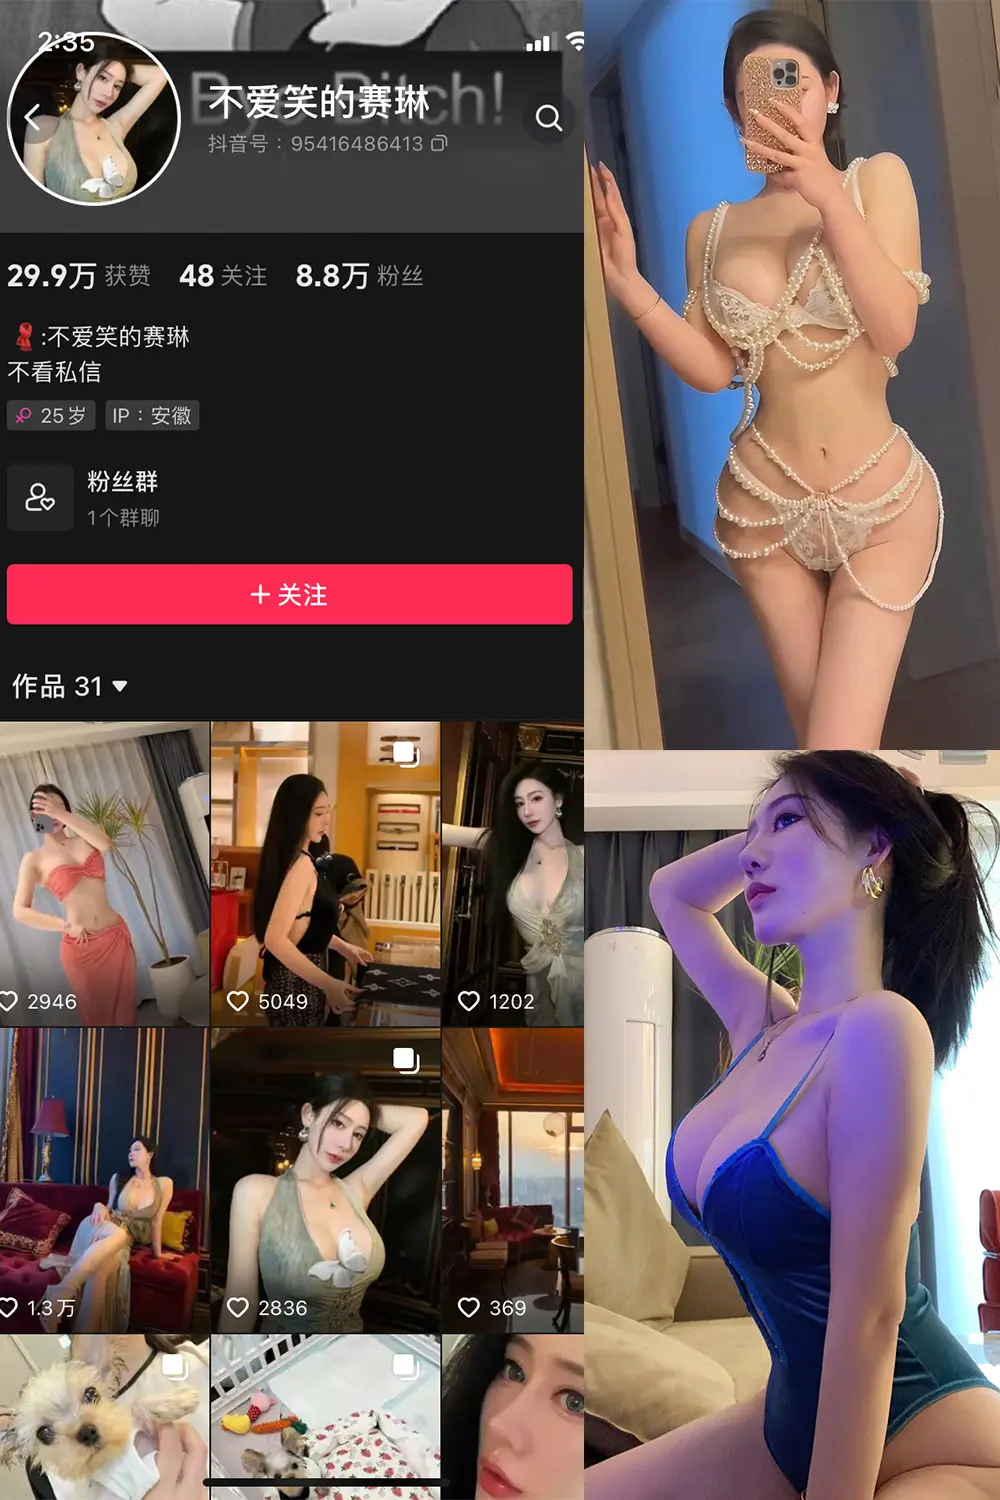 2:35
不爱笑的赛琳
抖音号：95416486413
29.9万 获赞 48 关注 8.8万 粉丝
:不爱笑的赛琳
不看私信
25岁 IP：安徽
粉丝群
1个群聊
+ 关注
作品 31
2946
5049
1202
1.3万
2836
369